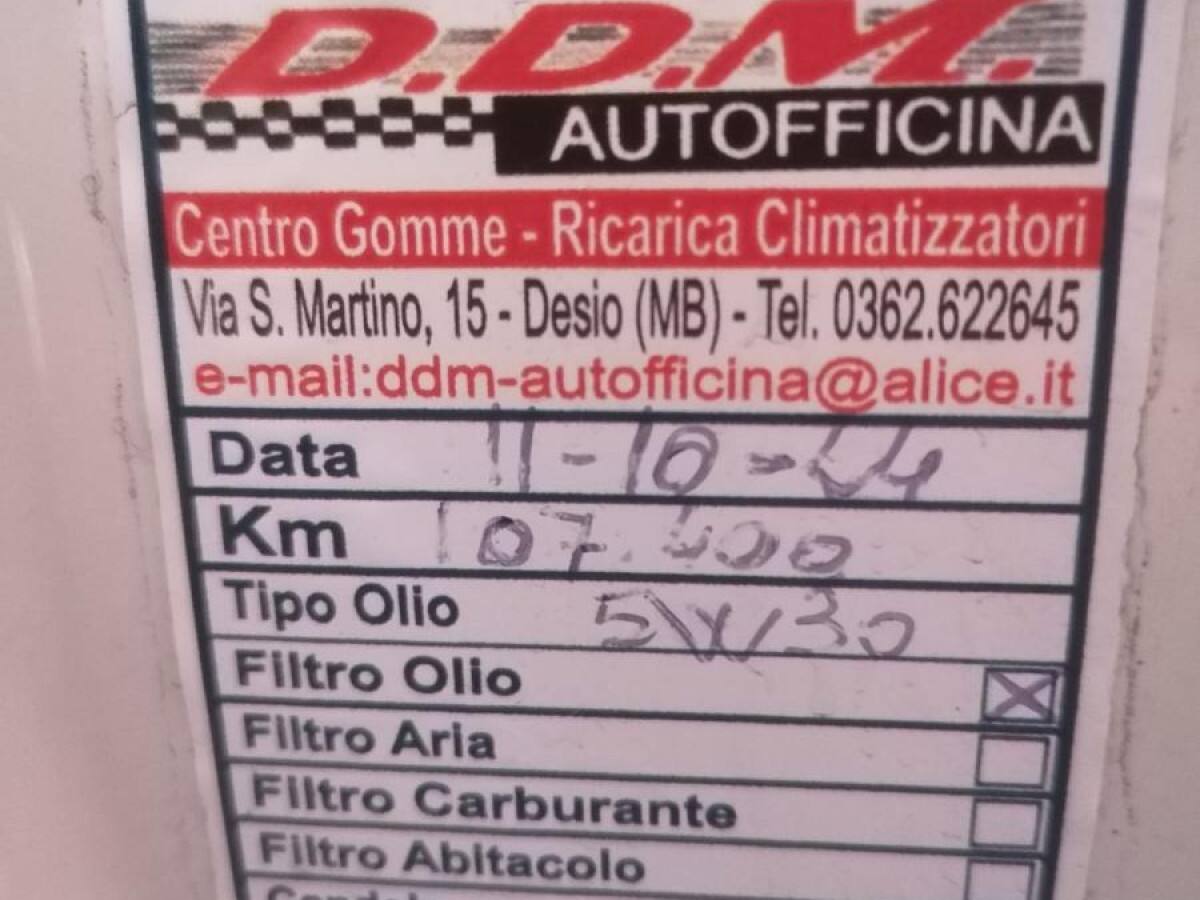 D.D.M.
AUTOFFICINA
Centro Gomme - Ricarica Climatizzatori
Via S. Martino, 15 - Desio (MB) - Tel. 0362.622645
e-mail:ddm-autofficina@alice.it
Data 11-10-24
Km 107.400
Tipo Olio 5W30
Filtro Olio X
Filtro Aria
Filtro Carburante
Filtro Abitacolo